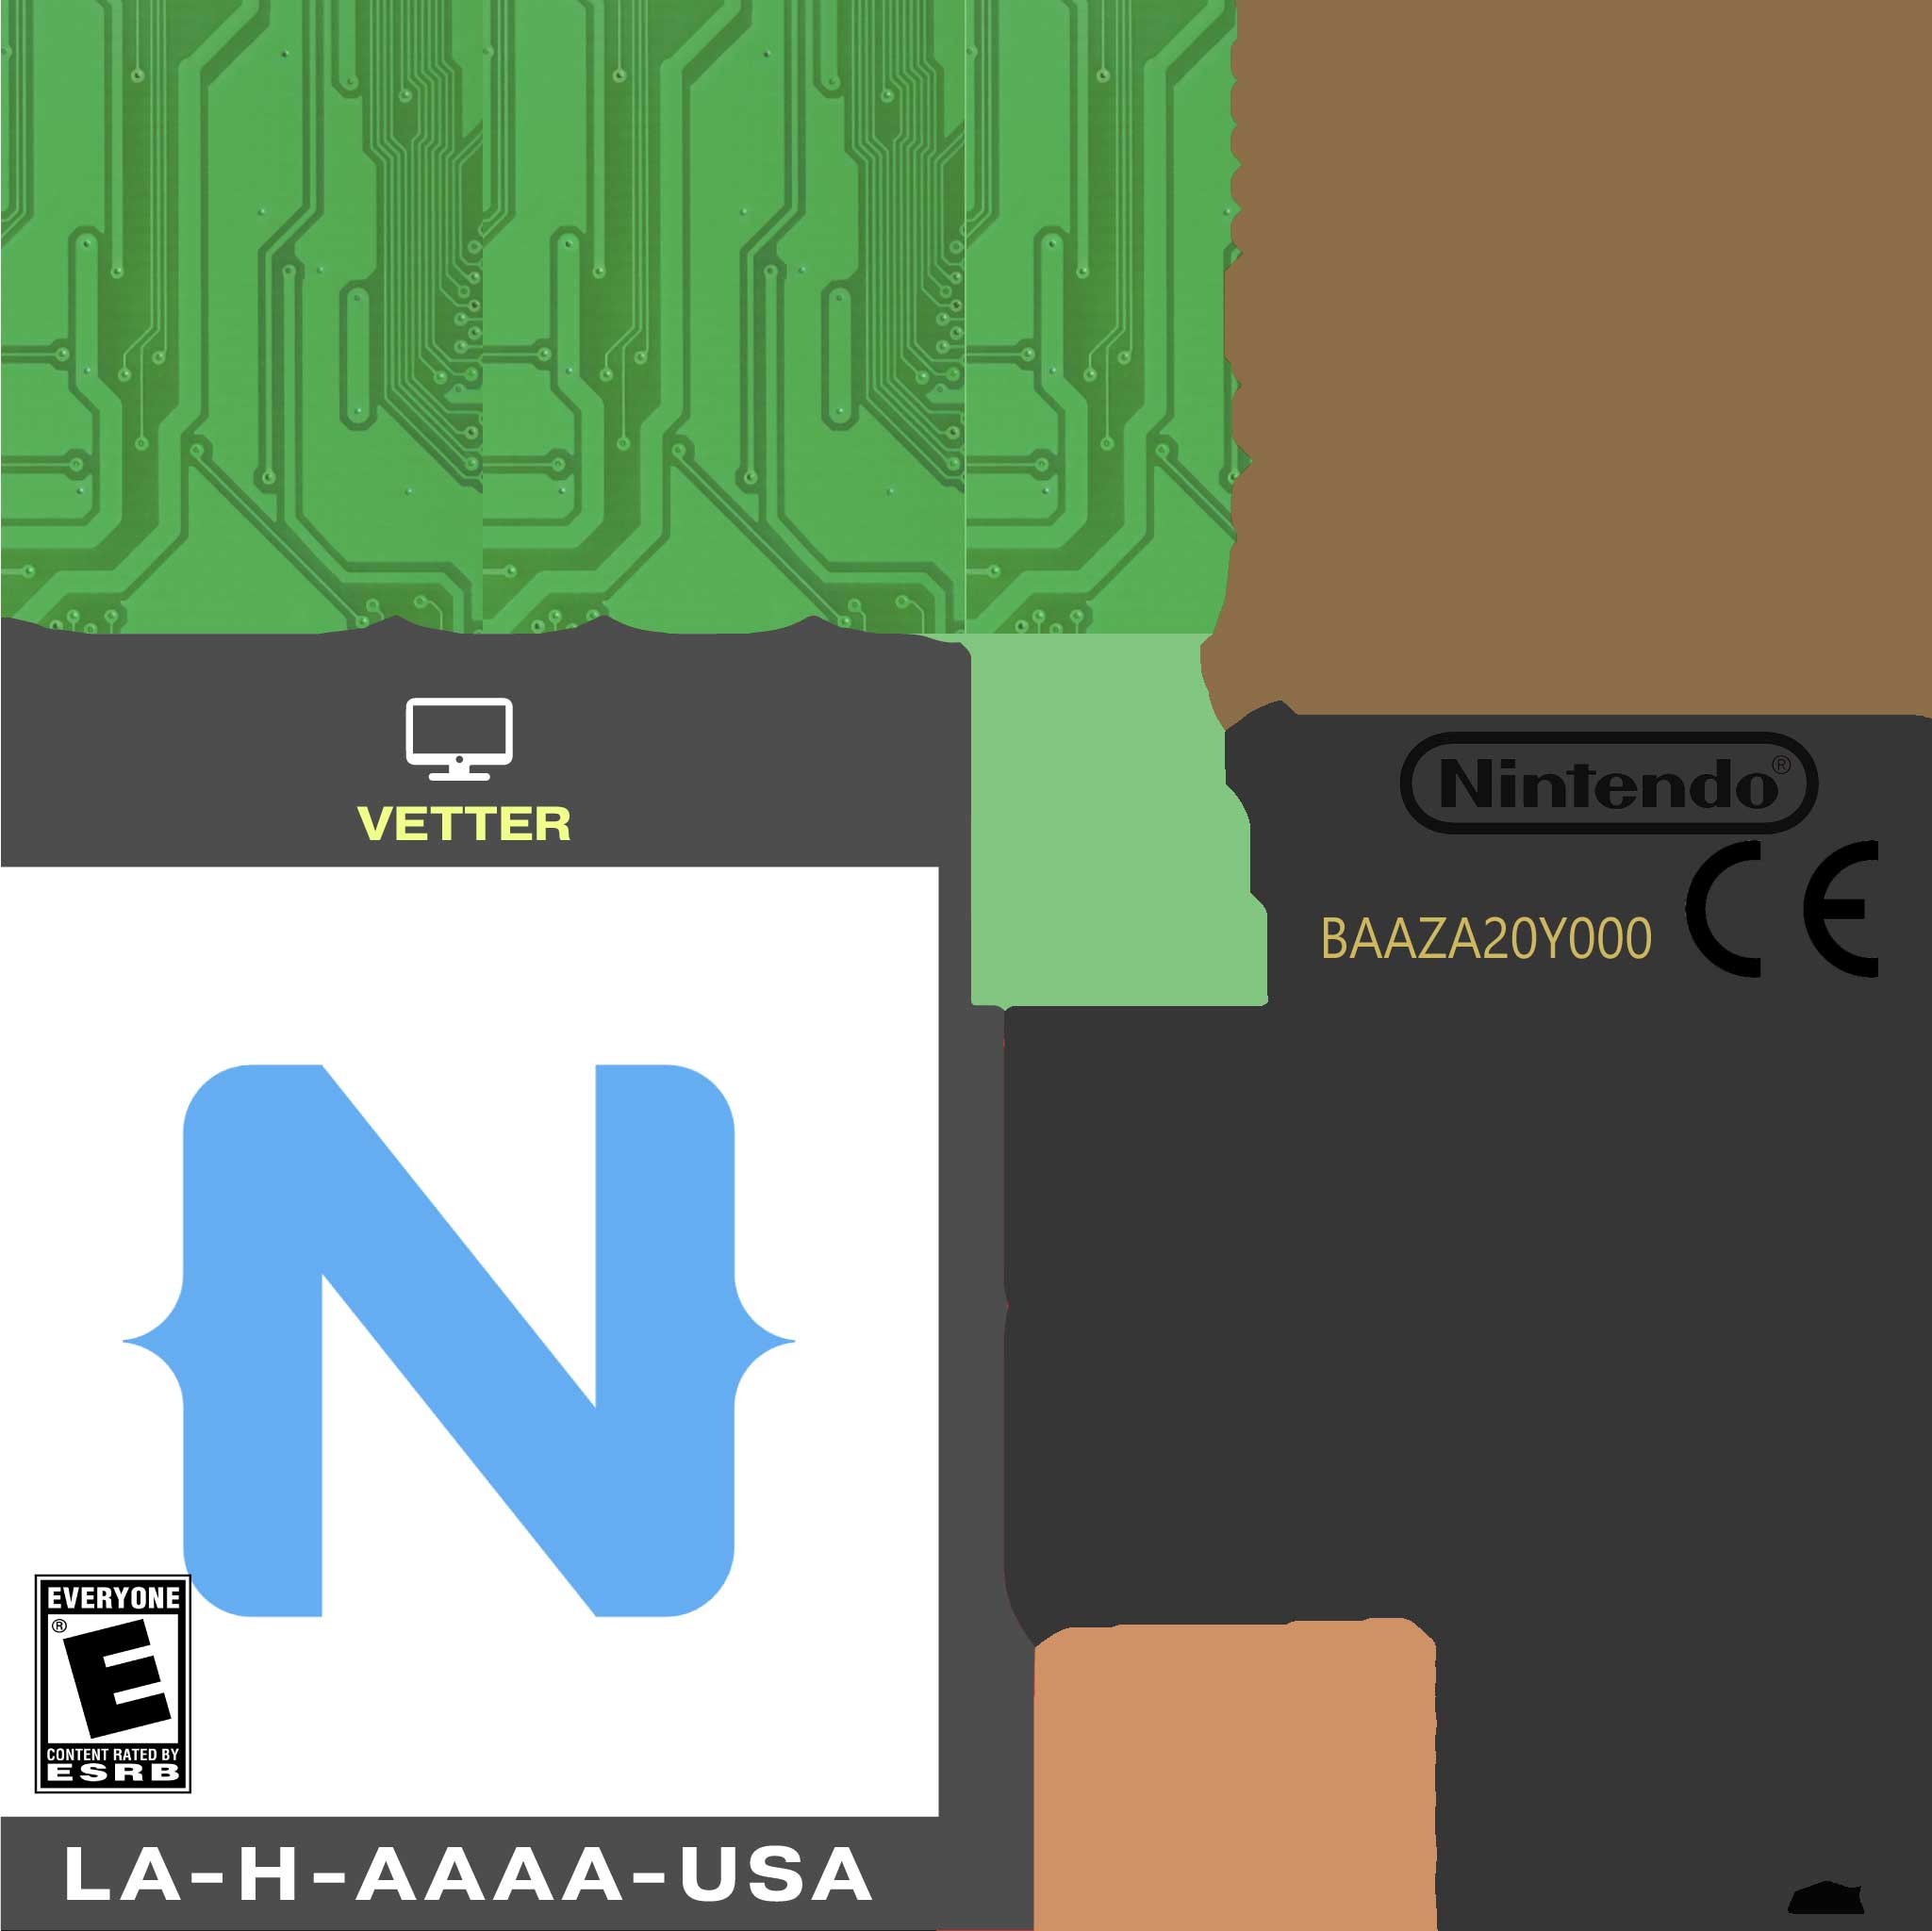 VETTER
Nintendo®
BAAZA20Y000
CE
N
EVERYONE
®
E
CONTENT RATED BY
ESRB
LA-H-AAAA-USA